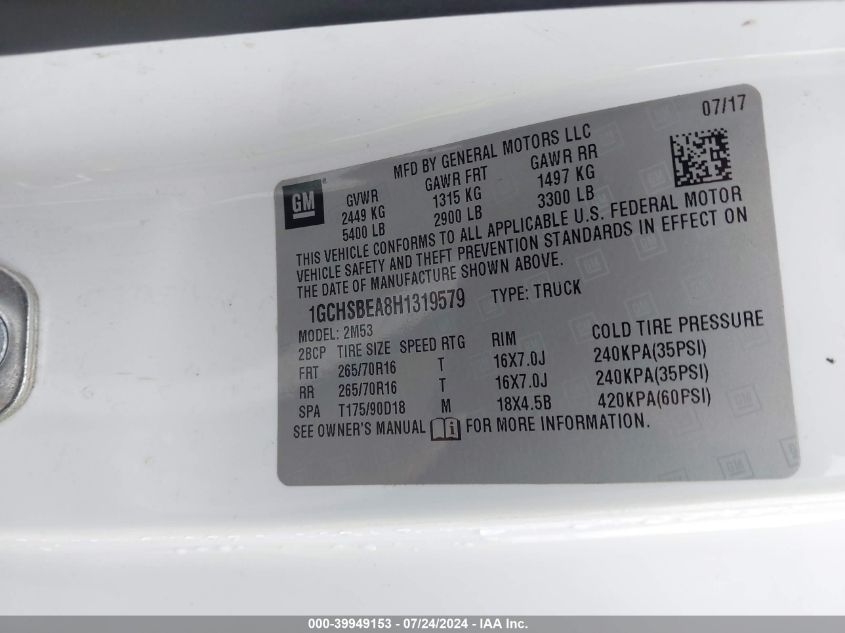 07/17
MFD BY GENERAL MOTORS LLC
GM
GVWR GAWR FRT GAWR RR
2449 KG 1315 KG 1497 KG
5400 LB 2900 LB 3300 LB
THIS VEHICLE CONFORMS TO ALL APPLICABLE U.S. FEDERAL MOTOR
VEHICLE SAFETY AND THEFT PREVENTION STANDARDS IN EFFECT ON
THE DATE OF MANUFACTURE SHOWN ABOVE.
1GCHSBEA8H1319579 TYPE: TRUCK
MODEL: 2M53
2BCP TIRE SIZE SPEED RTG RIM COLD TIRE PRESSURE
FRT 265/70R16 T 16X7.0J 240KPA(35PSI)
RR 265/70R16 T 16X7.0J 240KPA(35PSI)
SPA T175/90D18 M 18X4.5B 420KPA(60PSI)
SEE OWNER'S MANUAL i FOR MORE INFORMATION.
000-39949153 - 07/24/2024 - IAA Inc.